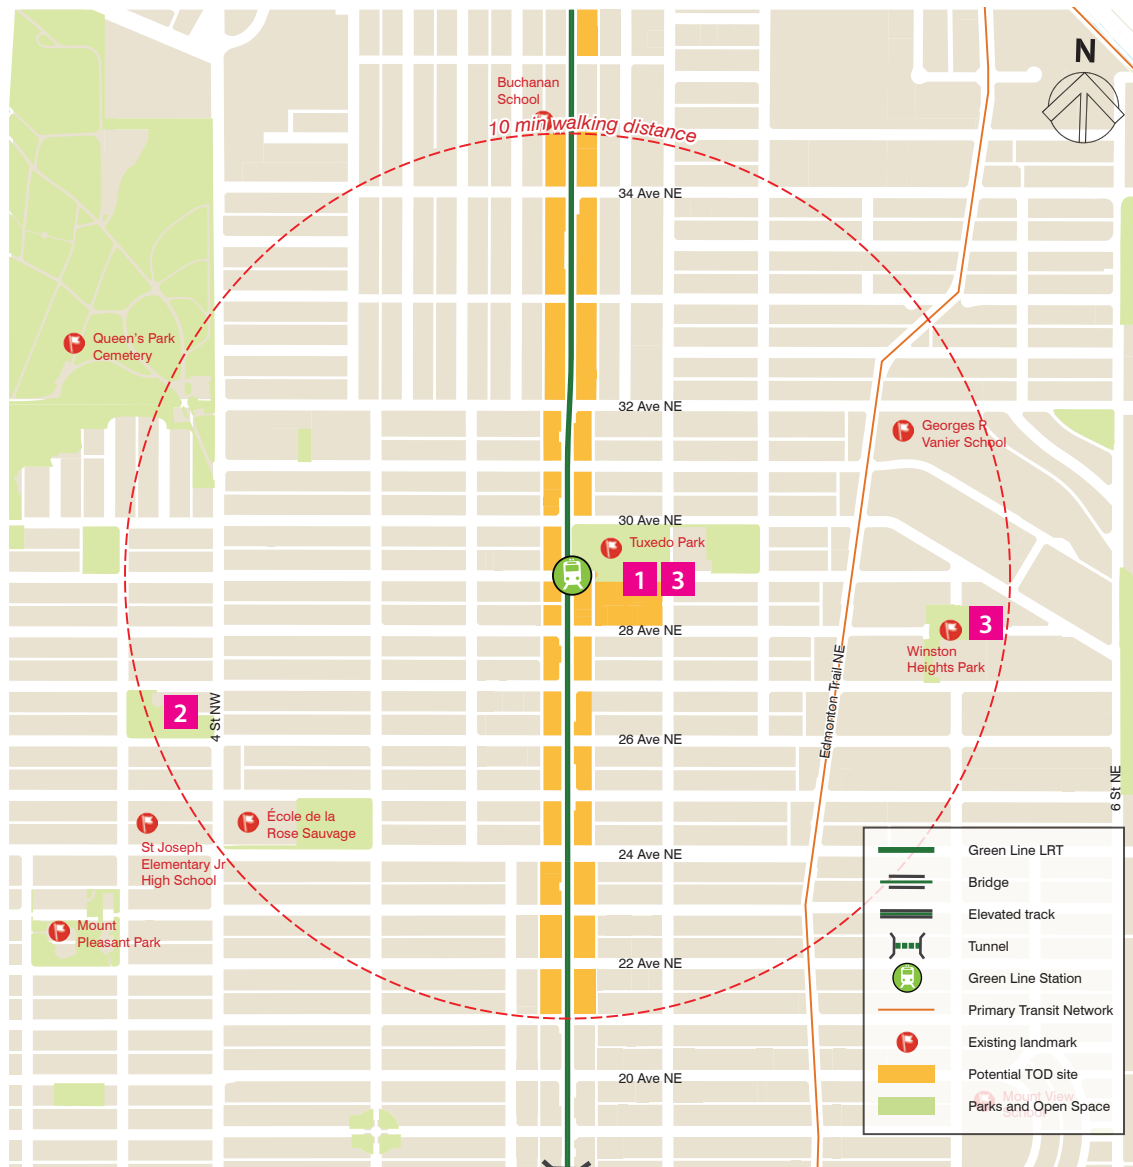 N
Buchanan
School
10 min walking distance
34 Ave NE
Queen's Park
Cemetery
32 Ave NE
Georges P
Vanier School
30 Ave NE
Tuxedo Park
1
3
28 Ave NE
3
Winston
Heights Park
Edmonton Trail NE
2
4 St NW
26 Ave NE
6 St NE
École de la
Rose Sauvage
St Joseph
Elementary Jr
High School
24 Ave NE
Mount
Pleasant Park
22 Ave NE
20 Ave NE
Green Line LRT
Bridge
Elevated track
Tunnel
Green Line Station
Primary Transit Network
Existing landmark
Potential TOD site
Parks and Open Space
Mount View
School